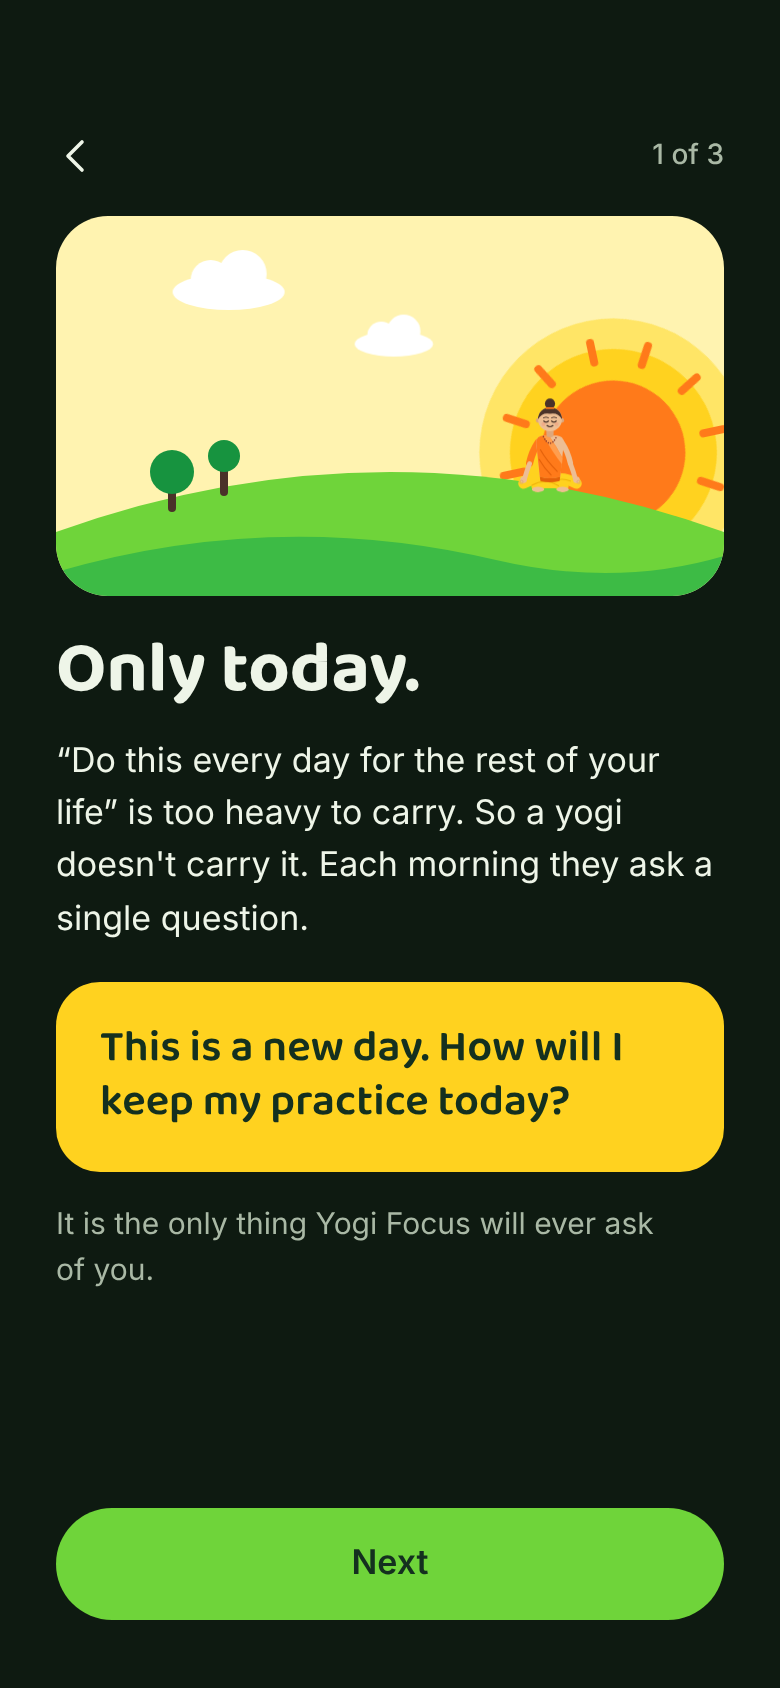 1 of 3
Only today.
“Do this every day for the rest of your
life” is too heavy to carry. So a yogi
doesn't carry it. Each morning they ask a
single question.
This is a new day. How will I
keep my practice today?
It is the only thing Yogi Focus will ever ask
of you.
Next